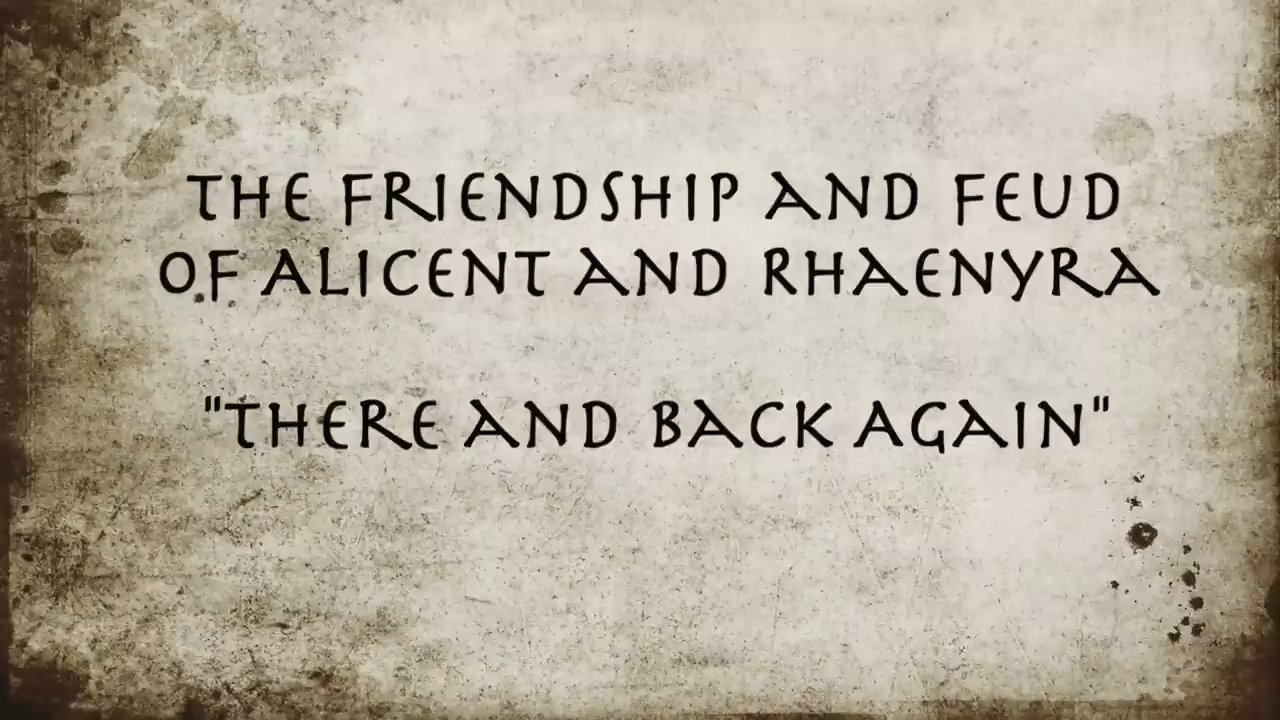 THE FRIENDSHIP AND FEUD
OF ALICENT AND RHAENYRA
"THERE AND BACK AGAIN"